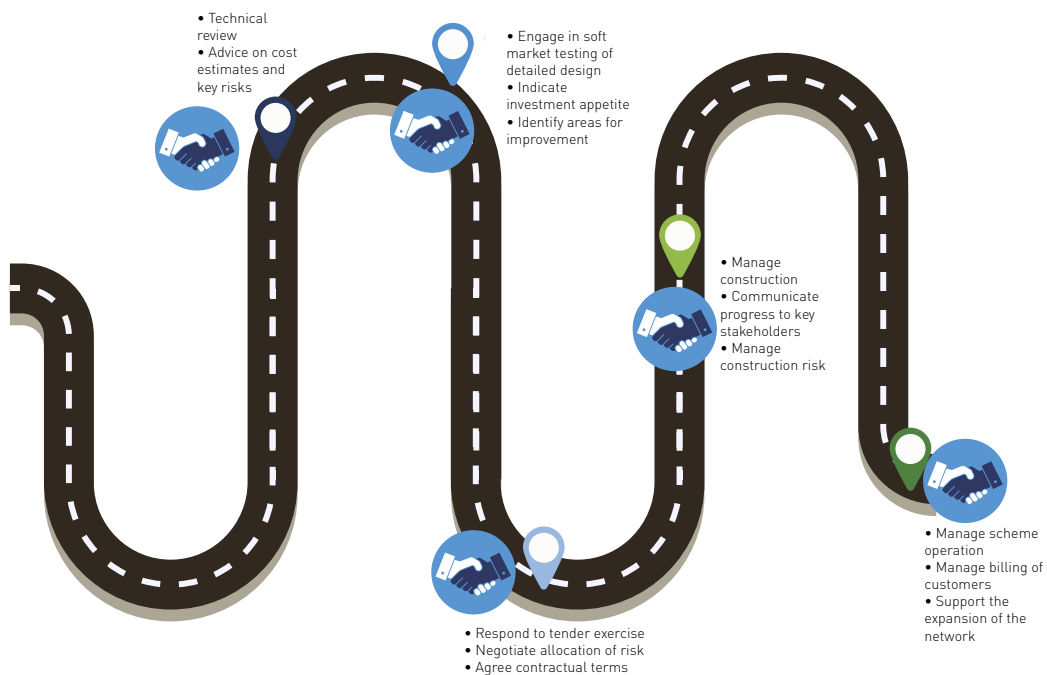 • Technical
review
• Advice on cost
estimates and
key risks
• Engage in soft
market testing of
detailed design
• Indicate
investment appetite
• Identify areas for
improvement
• Respond to tender exercise
• Negotiate allocation of risk
• Agree contractual terms
• Manage
construction
• Communicate
progress to key
stakeholders
• Manage
construction risk
• Manage scheme
operation
• Manage billing of
customers
• Support the
expansion of the
network